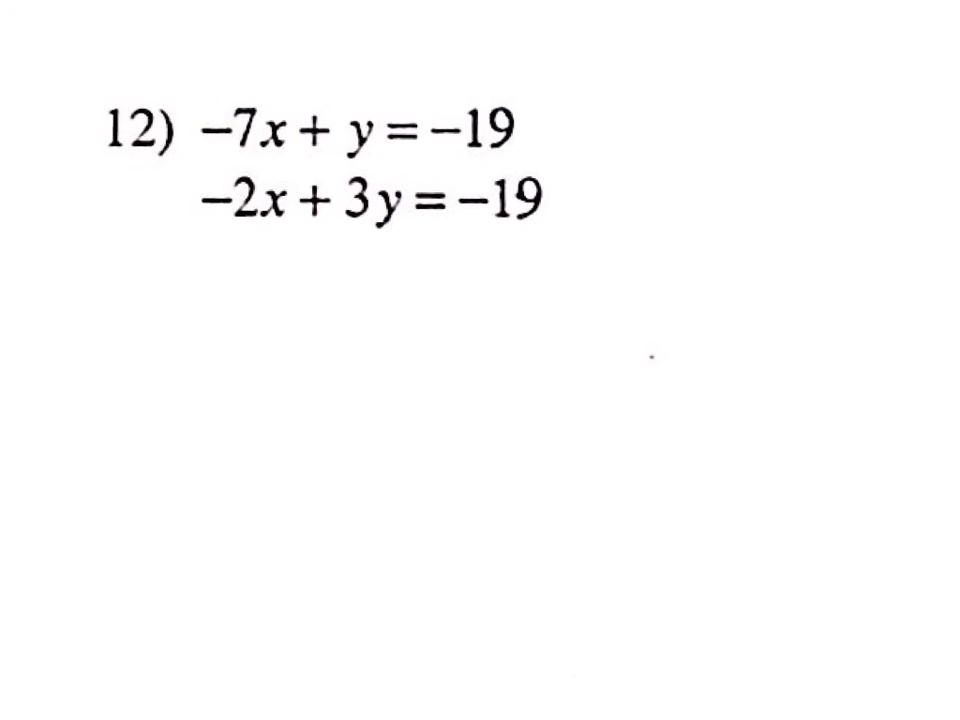 12) −7x + y = −19
−2x + 3y = −19